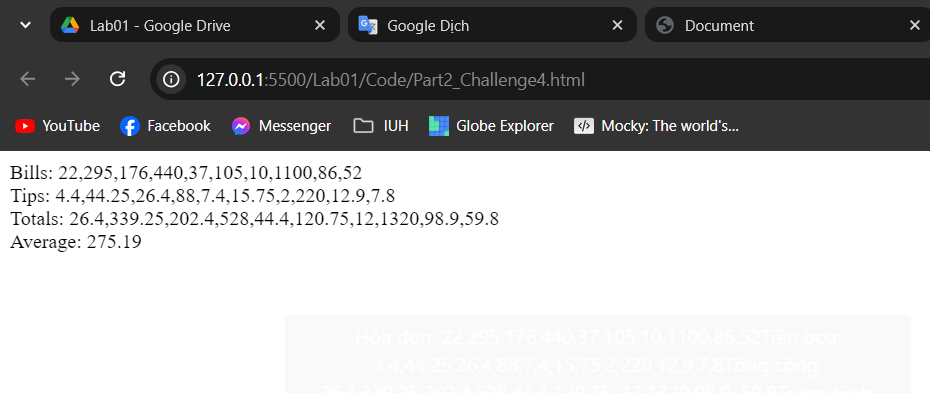 Lab01 - Google Drive
Google Dịch
Document
127.0.0.1:5500/Lab01/Code/Part2_Challenge4.html
YouTube
Facebook
Messenger
IUH
Globe Explorer
Mocky: The world's...
Bills: 22,295,176,440,37,105,10,1100,86,52
Tips: 4.4,44.25,26.4,88,7.4,15.75,2,220,12.9,7.8
Totals: 26.4,339.25,202.4,528,44.4,120.75,12,1320,98.9,59.8
Average: 275.19
Hóa đơn: 22,295,176,440,37,105,10,1100,86,52Tiền boa:
4,4,44,25,26,4,88,7,4,15,75,2,220,12,9,7,8Tổng cộng: